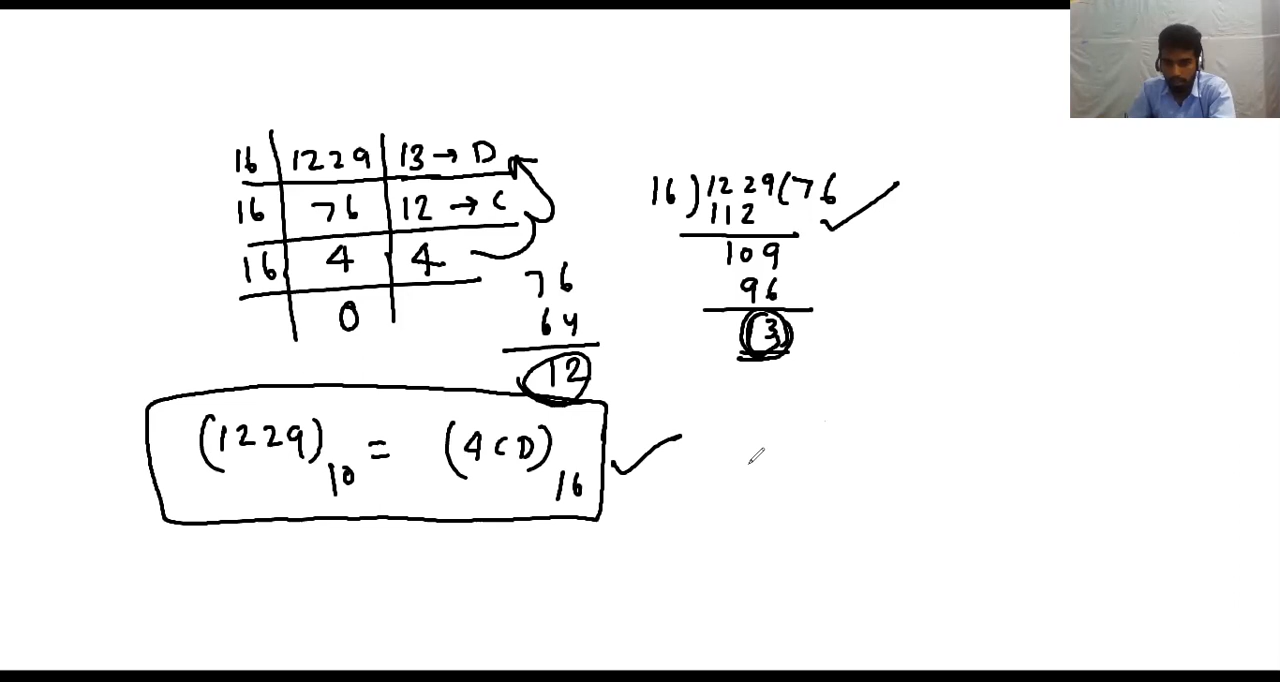 16 | 1229 | 13 → D
16 | 76 | 12 → C
16 | 4 | 4
0
76
64
12
16 ) 1229 ( 76
112
109
96
13
(1229)10 = (4CD)16